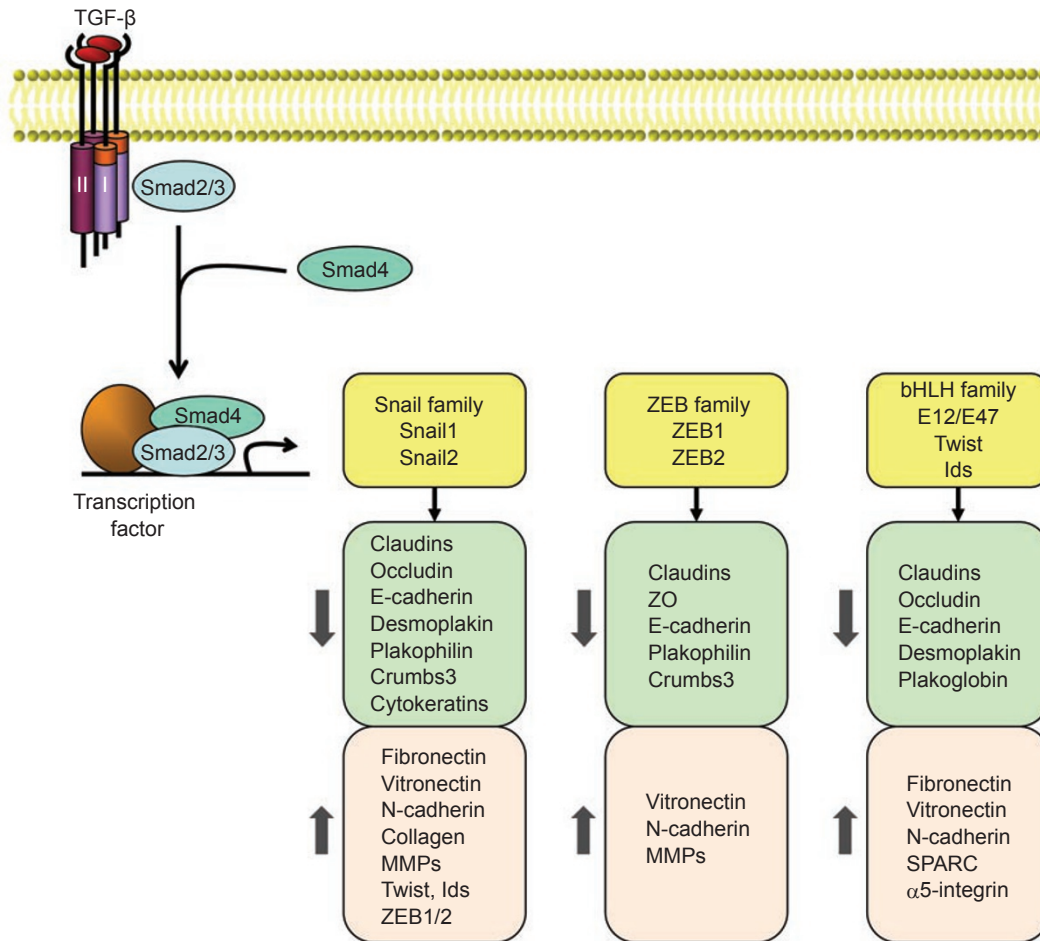 TGF-β
II
I
Smad2/3
Smad4
Smad4
Smad2/3
Transcription
factor
Snail family
Snail1
Snail2
Claudins
Occludin
E-cadherin
Desmoplakin
Plakophilin
Crumbs3
Cytokeratins
Fibronectin
Vitronectin
N-cadherin
Collagen
MMPs
Twist, Ids
ZEB1/2
ZEB family
ZEB1
ZEB2
Claudins
ZO
E-cadherin
Plakophilin
Crumbs3
Vitronectin
N-cadherin
MMPs
bHLH family
E12/E47
Twist
Ids
Claudins
Occludin
E-cadherin
Desmoplakin
Plakoglobin
Fibronectin
Vitronectin
N-cadherin
SPARC
α5-integrin